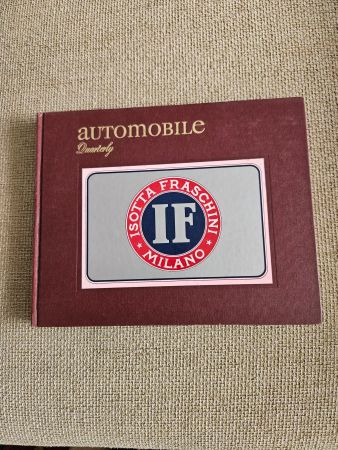 AUTOMOBILE
Quarterly
ISOTTA FRASCHINI
IF
MILANO